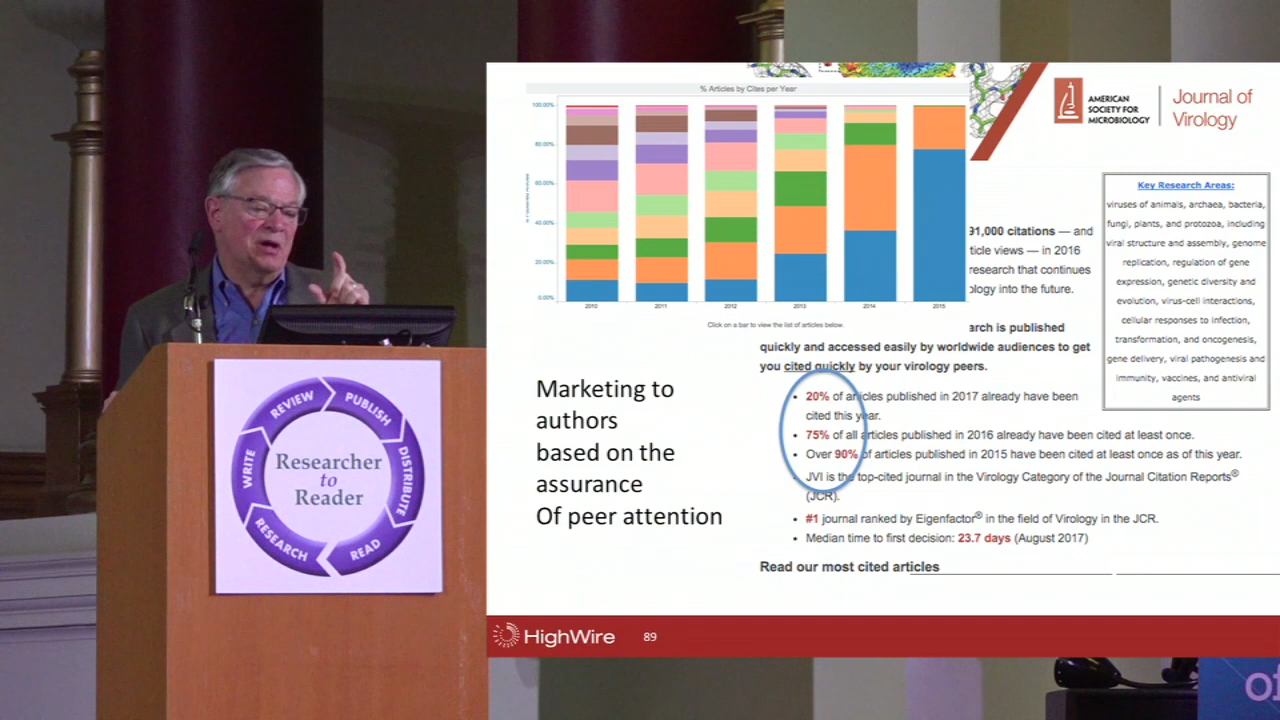 REVIEW
PUBLISH
DISTRIBUTE
READ
RESEARCH
WRITE
Researcher
to
Reader
% Articles by Cites per Year
100.00%
80.00%
60.00%
40.00%
20.00%
0.00%
2010
2011
2012
2013
2014
2015
Click on a bar to view the list of articles below.
AMERICAN
SOCIETY FOR
MICROBIOLOGY
Journal of
Virology
Key Research Areas:
viruses of animals, archaea, bacteria,
fungi, plants, and protozoa, including
viral structure and assembly, genome
replication, regulation of gene
expression, genetic diversity and
evolution, virus-cell interactions,
cellular responses to infection,
transformation, and oncogenesis,
gene delivery, viral pathogenesis and
immunity, vaccines, and antiviral
agents
91,000 citations — and
ticle views — in 2016
research that continues
ology into the future.
arch is published
quickly and accessed easily by worldwide audiences to get
you cited quickly by your virology peers.
• 20% of articles published in 2017 already have been
cited this year.
• 75% of all articles published in 2016 already have been cited at least once.
• Over 90% of articles published in 2015 have been cited at least once as of this year.
• JVI is the top-cited journal in the Virology Category of the Journal Citation Reports®
(JCR).
• #1 journal ranked by Eigenfactor® in the field of Virology in the JCR.
• Median time to first decision: 23.7 days (August 2017)
Read our most cited articles
Marketing to
authors
based on the
assurance
Of peer attention
HighWire
89